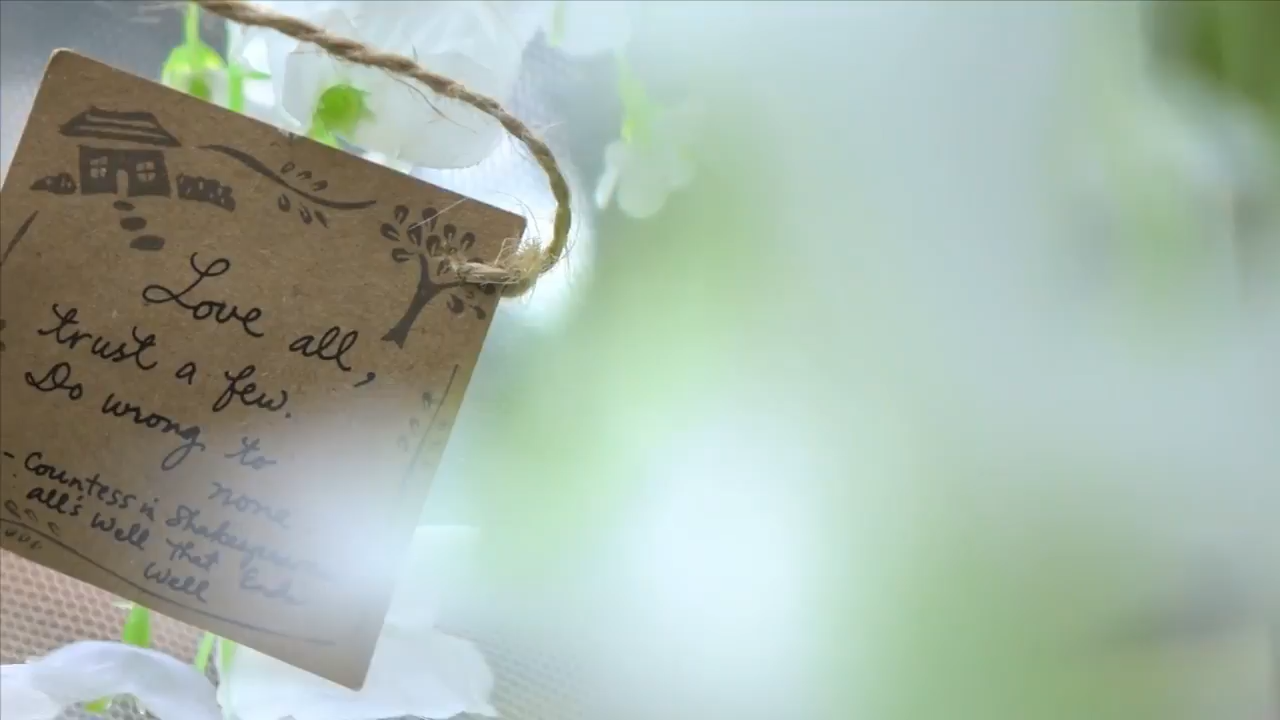 Love all,
trust a few.
Do wrong to
none
- Countess in Shakespeare's
all's Well That Ends
Well